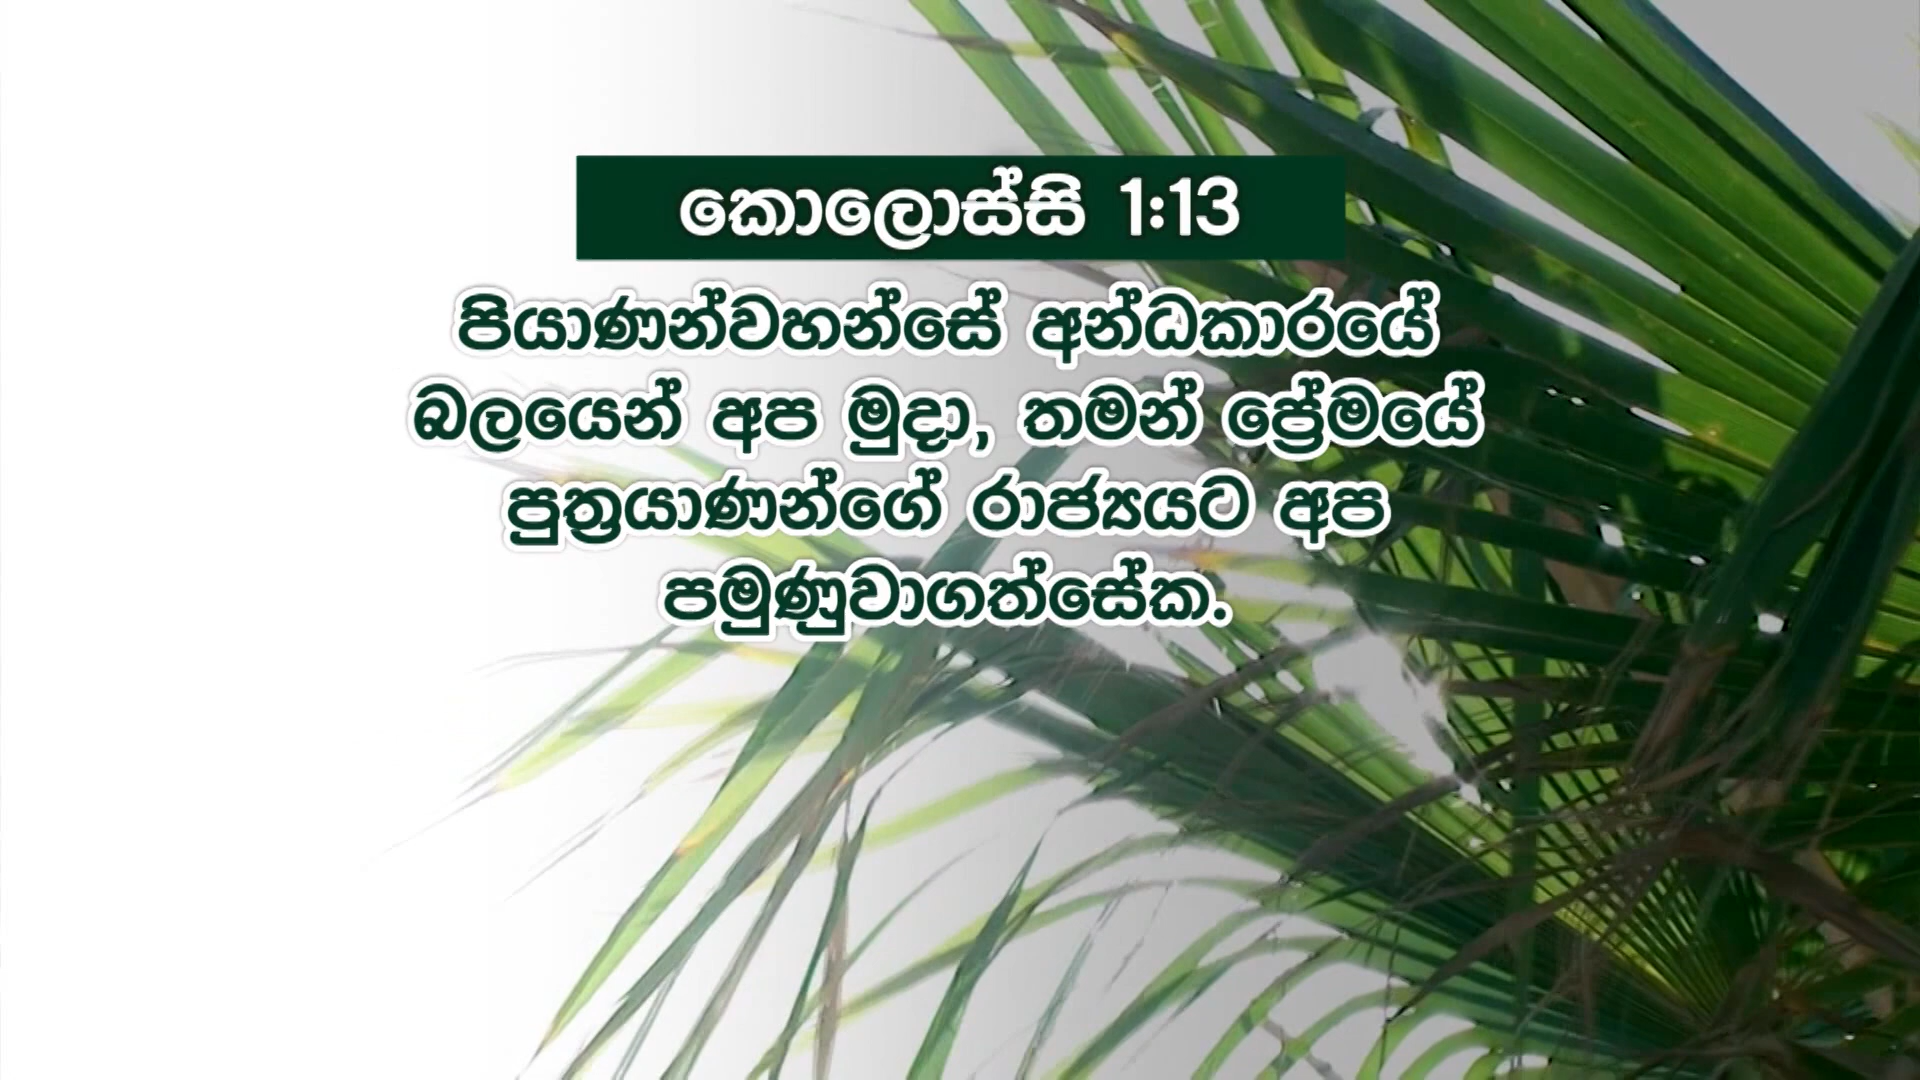 කොලොස්සි 1:13
පියාණන්වහන්සේ අන්ධකාරයේ
බලයෙන් අප මුදා, තමන් ප්‍රේමයේ
පුත්‍රයාණන්ගේ රාජ්‍යයට අප
පමුණුවාගත්සේක.